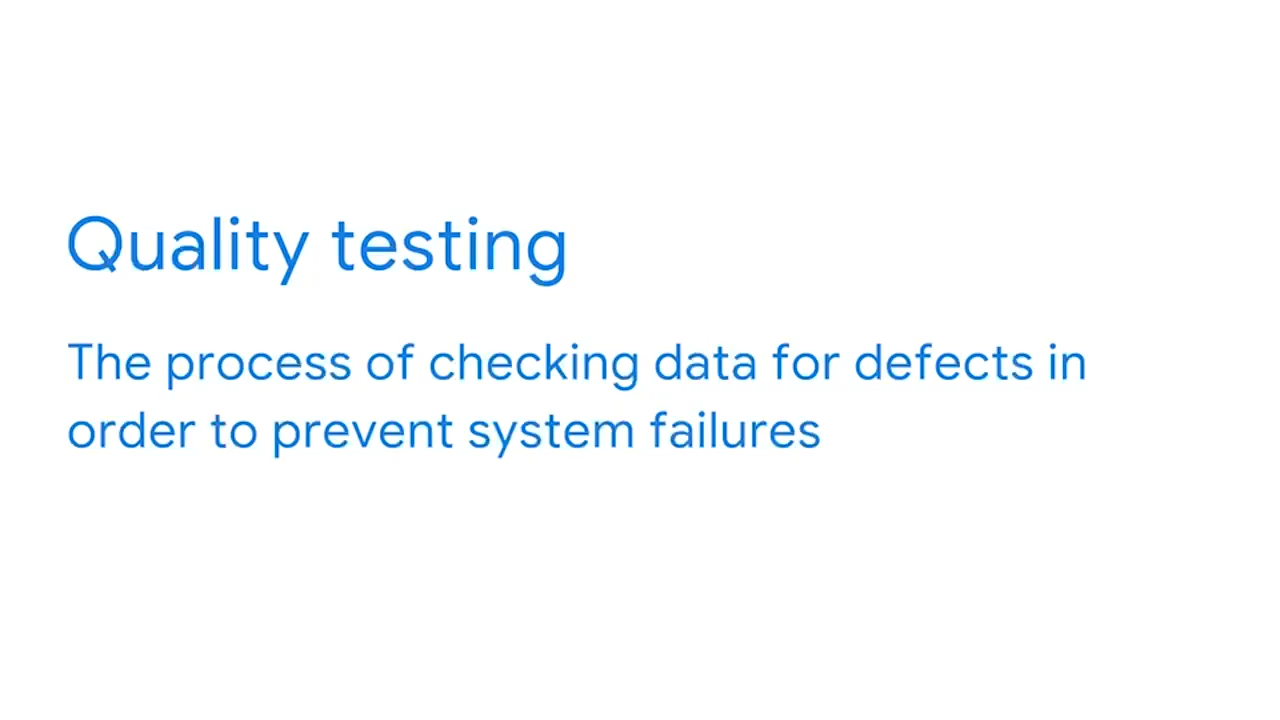 Quality testing
The process of checking data for defects in
order to prevent system failures